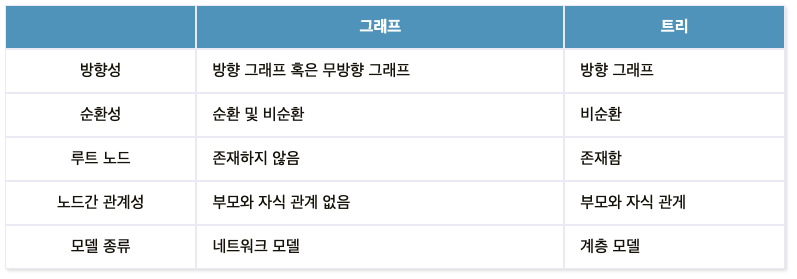 그래프 트리
방향성 방향 그래프 혹은 무방향 그래프 방향 그래프
순환성 순환 및 비순환 비순환
루트 노드 존재하지 않음 존재함
노드간 관계성 부모와 자식 관계 없음 부모와 자식 관게
모델 종류 네트워크 모델 계층 모델